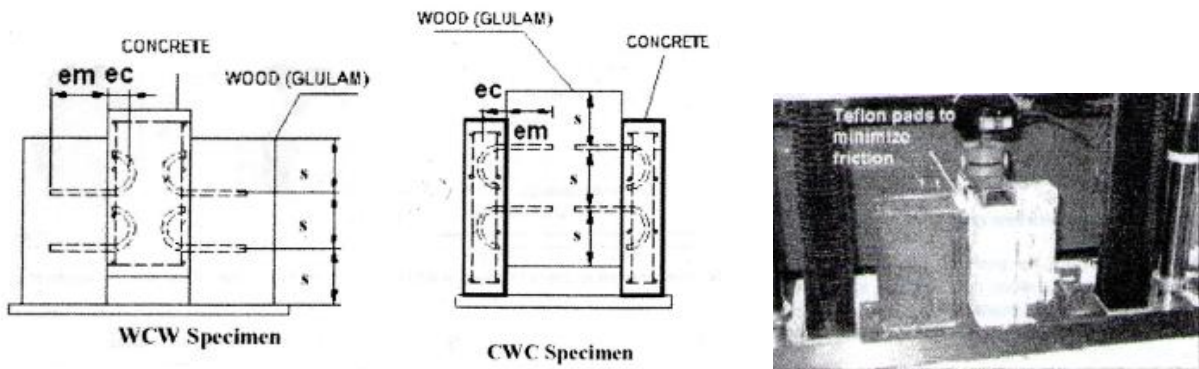 CONCRETE
em ec
WOOD (GLULAM)
s
s
s
WCW Specimen
WOOD (GLULAM)
CONCRETE
ec
em
s
s
s
CWC Specimen
Teflon pads to
minimize
friction